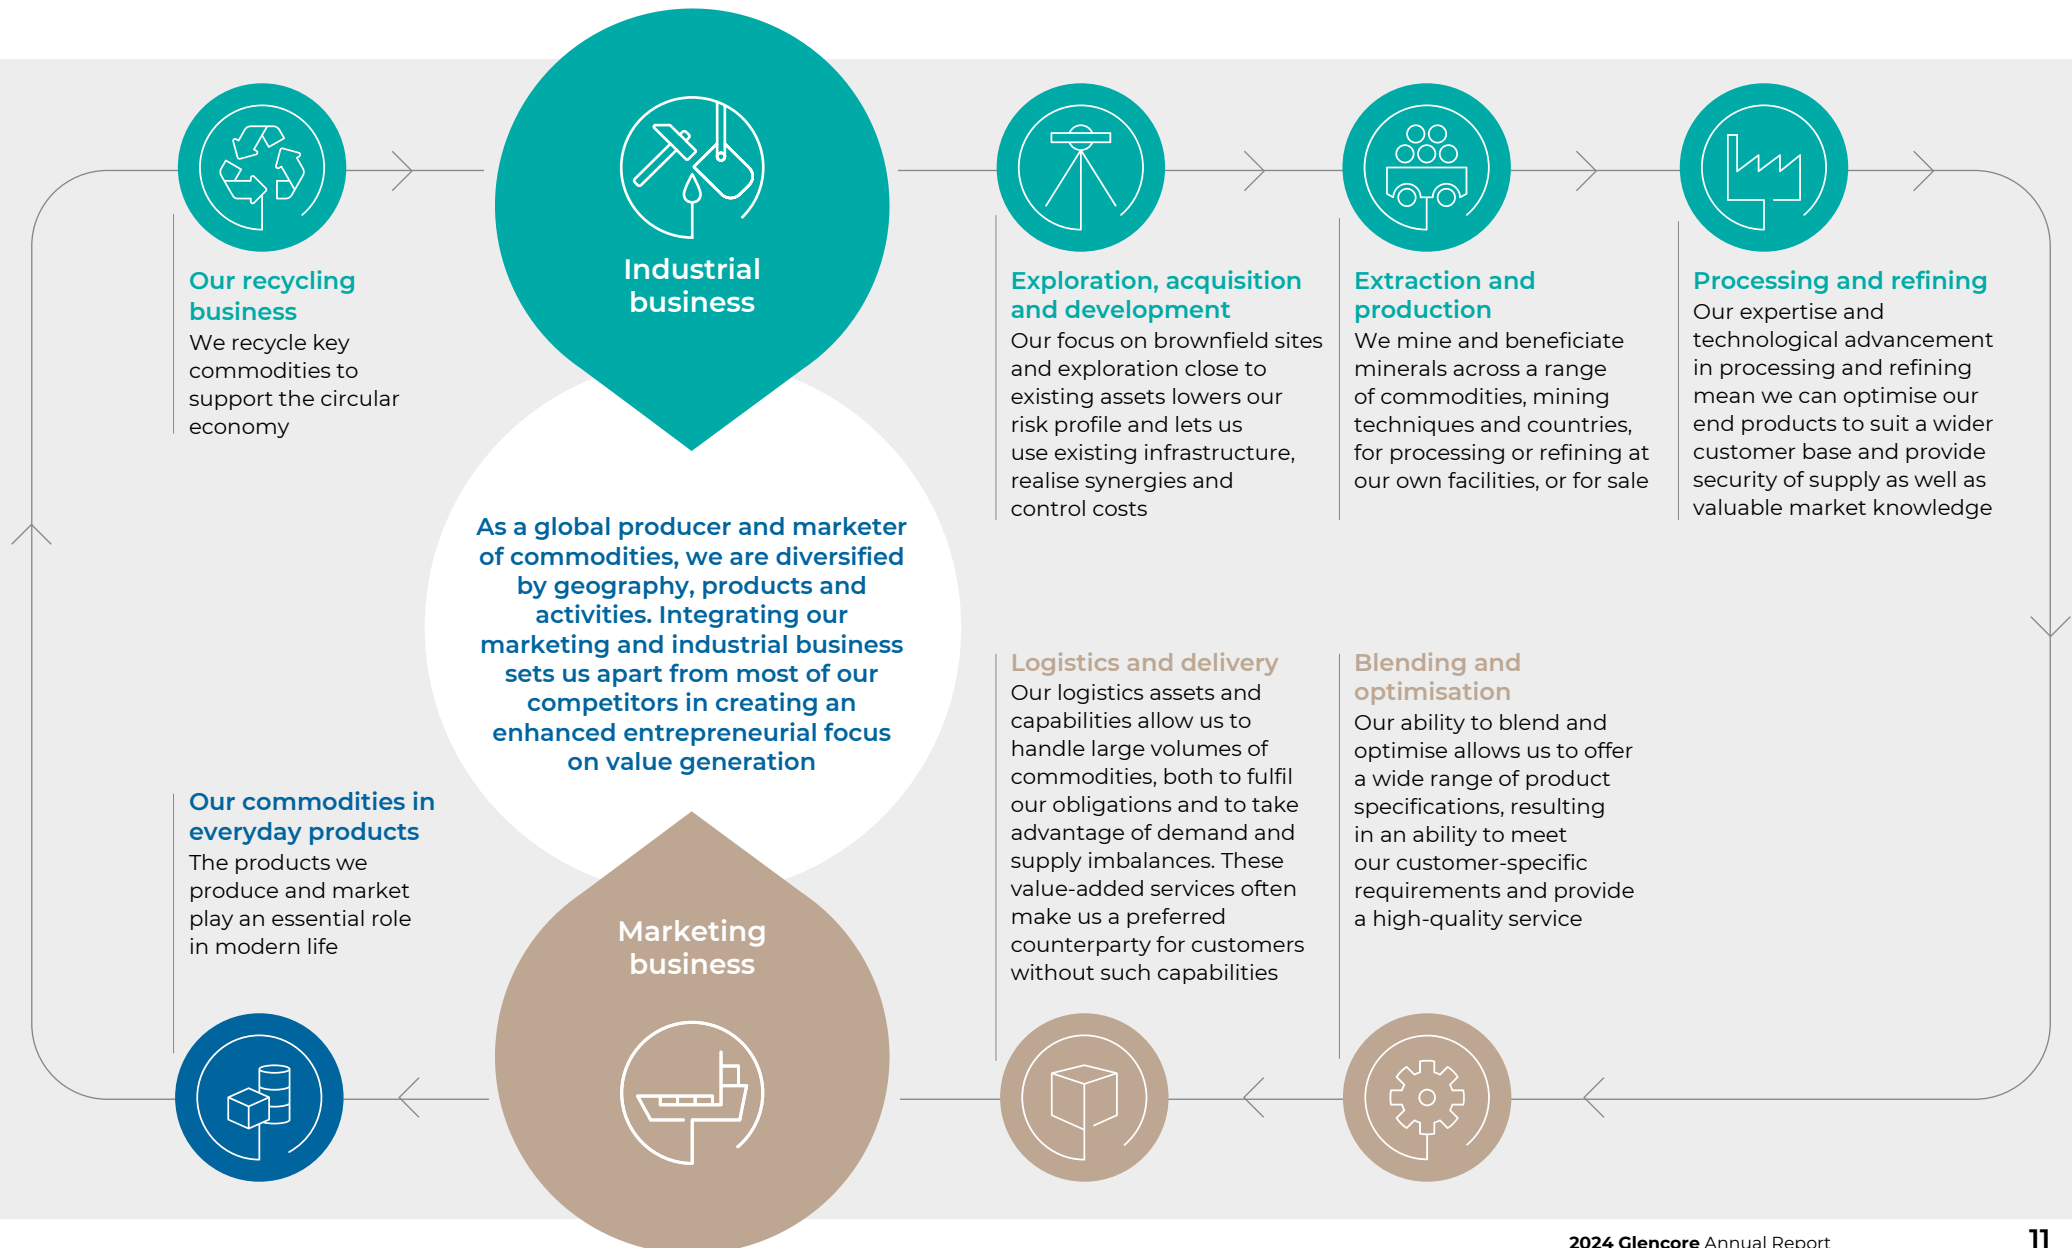 Our recycling
business
We recycle key
commodities to
support the circular
economy
Industrial
business
Exploration, acquisition
and development
Our focus on brownfield sites
and exploration close to
existing assets lowers our
risk profile and lets us
use existing infrastructure,
realise synergies and
control costs
Extraction and
production
We mine and beneficiate
minerals across a range
of commodities, mining
techniques and countries,
for processing or refining at
our own facilities, or for sale
Processing and refining
Our expertise and
technological advancement
in processing and refining
mean we can optimise our
end products to suit a wider
customer base and provide
security of supply as well as
valuable market knowledge
As a global producer and marketer
of commodities, we are diversified
by geography, products and
activities. Integrating our
marketing and industrial business
sets us apart from most of our
competitors in creating an
enhanced entrepreneurial focus
on value generation
Logistics and delivery
Our logistics assets and
capabilities allow us to
handle large volumes of
commodities, both to fulfil
our obligations and to take
advantage of demand and
supply imbalances. These
value-added services often
make us a preferred
counterparty for customers
without such capabilities
Blending and
optimisation
Our ability to blend and
optimise allows us to offer
a wide range of product
specifications, resulting
in an ability to meet
our customer-specific
requirements and provide
a high-quality service
Our commodities in
everyday products
The products we
produce and market
play an essential role
in modern life
Marketing
business
2024 Glencore Annual Report
11